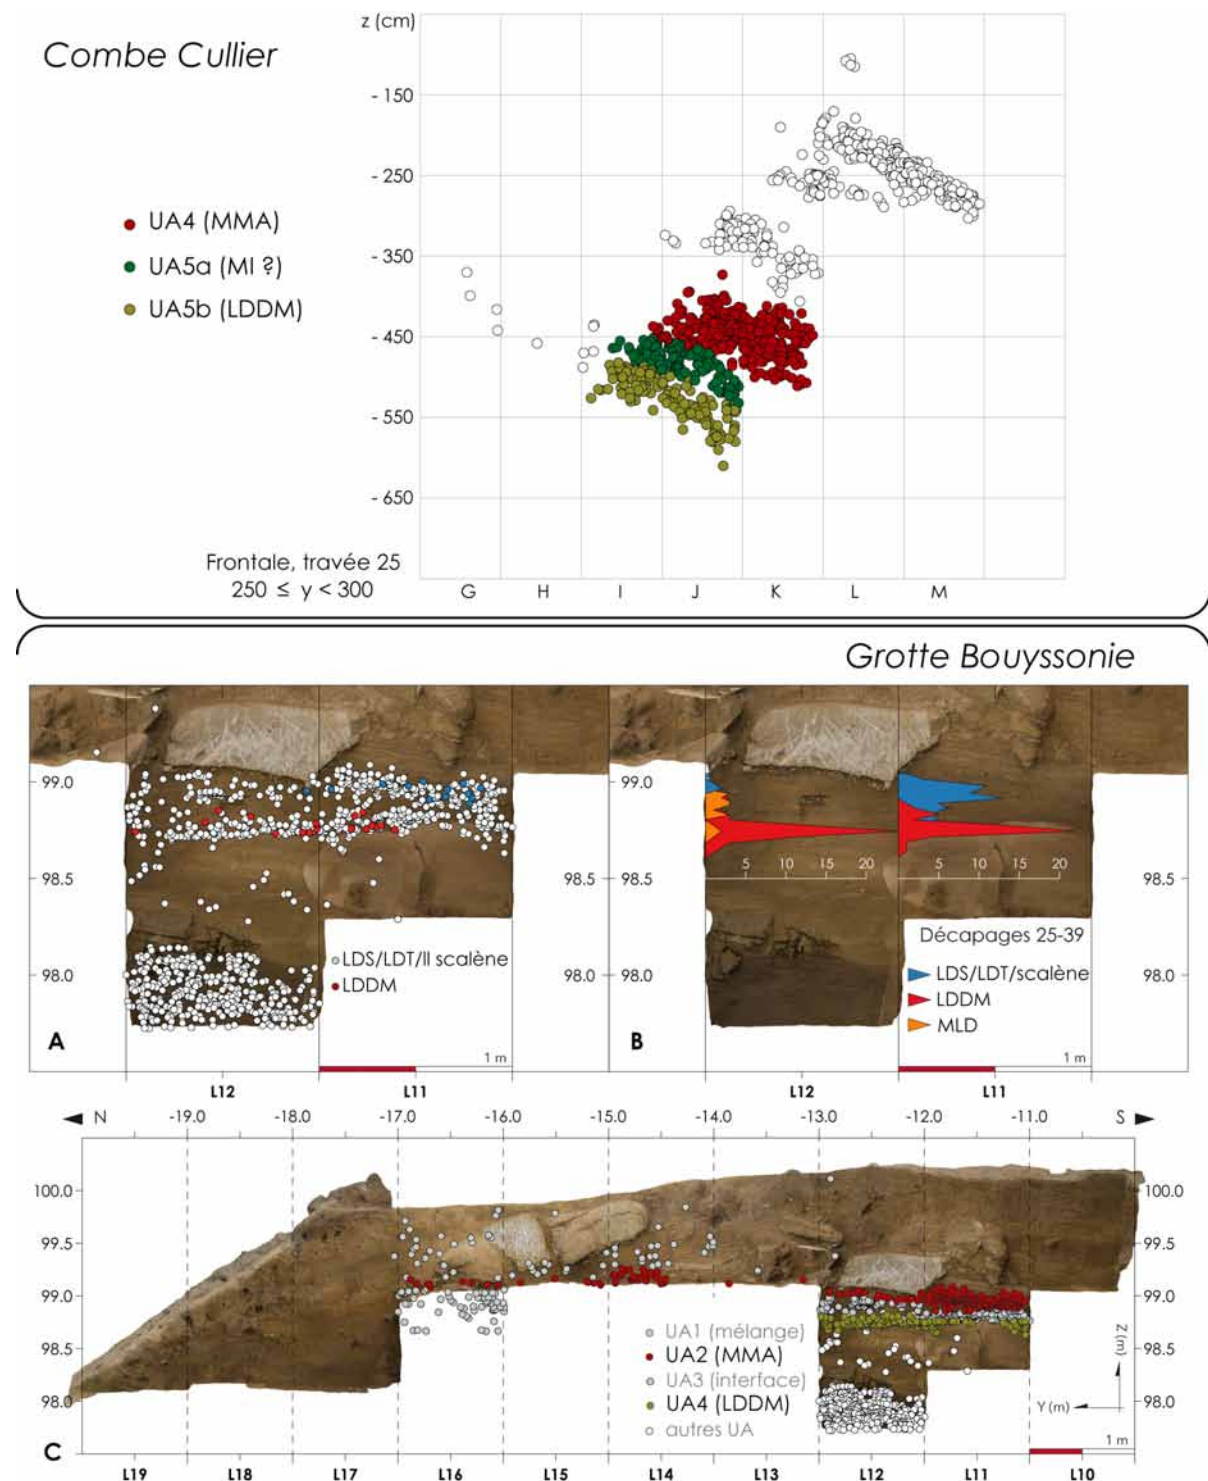 Combe Cullier
z (cm)
- 150
- 250
- 350
- 450
- 550
- 650
UA4 (MMA)
UA5a (MI ?)
UA5b (LDDM)
Frontale, travée 25
250 ≤ y < 300
G H I J K L M
Grotte Bouyssonie
99.0
98.5
98.0
LDS/LDT/ll scalène
LDDM
A
1 m
L12 L11
99.0 99.0
5 10 15 20 5 10 15 20
98.5 98.5
Décapages 25-39
98.0 98.0
LDS/LDT/scalène
LDDM
MLD
B
1 m
L12 L11
N -19.0 -18.0 -17.0 -16.0 -15.0 -14.0 -13.0 -12.0 -11.0 S
100.0 100.0
99.5 99.5
99.0 99.0
98.5 98.5
98.0 98.0
UA1 (mélange)
UA2 (MMA)
UA3 (interface)
UA4 (LDDM)
autres UA
Z (m)
Y (m)
C
1 m
L19 L18 L17 L16 L15 L14 L13 L12 L11 L10